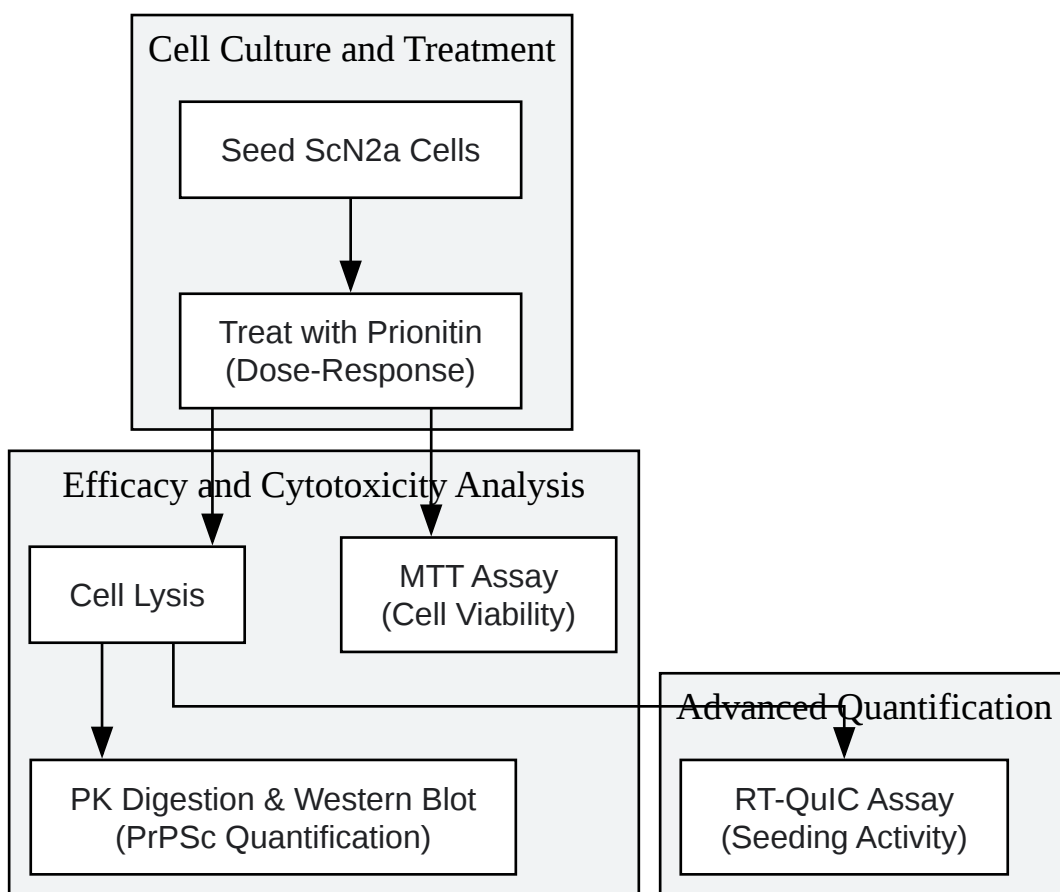 Cell Culture and Treatment
Seed ScN2a Cells
Treat with Prionitin
(Dose-Response)
Efficacy and Cytotoxicity Analysis
Cell Lysis
MTT Assay
(Cell Viability)
PK Digestion & Western Blot
(PrPSc Quantification)
Advanced Quantification
RT-QuIC Assay
(Seeding Activity)